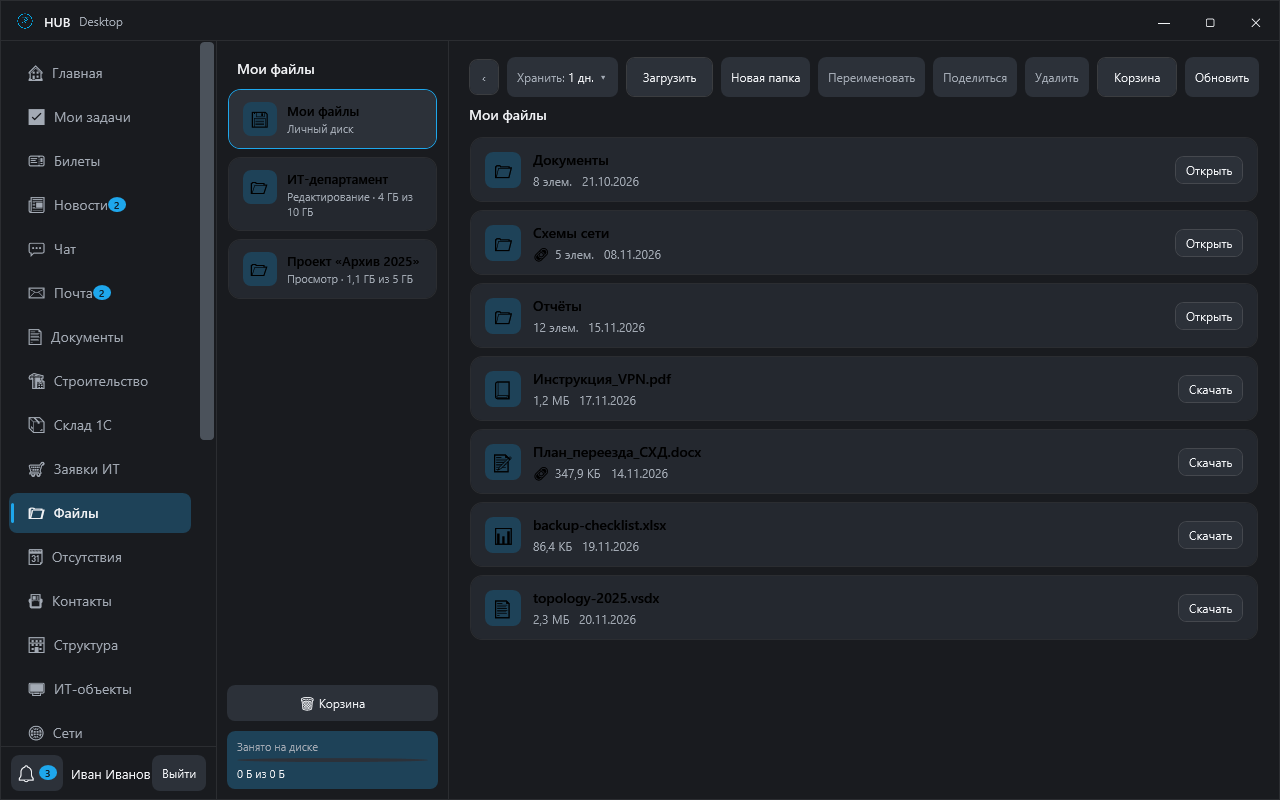 HUB Desktop
Главная
Мои задачи
Билеты
Новости 2
Чат
Почта 2
Документы
Строительство
Склад 1С
Заявки ИТ
Файлы
31 Отсутствия
Контакты
Структура
ИТ-объекты
Сети
3 Иван Иванов Выйти
Мои файлы
Мои файлы
Личный диск
ИТ-департамент
Редактирование · 4 ГБ из
10 ГБ
Проект «Архив 2025»
Просмотр · 1,1 ГБ из 5 ГБ
Корзина
Занято на диске
0 Б из 0 Б
‹ Хранить: 1 дн. ▾ Загрузить Новая папка Переименовать Поделиться Удалить Корзина Обновить
Мои файлы
Документы
8 элем. 21.10.2026
Открыть
Схемы сети
5 элем. 08.11.2026
Открыть
Отчёты
12 элем. 15.11.2026
Открыть
Инструкция_VPN.pdf
1,2 МБ 17.11.2026
Скачать
План_переезда_СХД.docx
347,9 КБ 14.11.2026
Скачать
backup-checklist.xlsx
86,4 КБ 19.11.2026
Скачать
topology-2025.vsdx
2,3 МБ 20.11.2026
Скачать